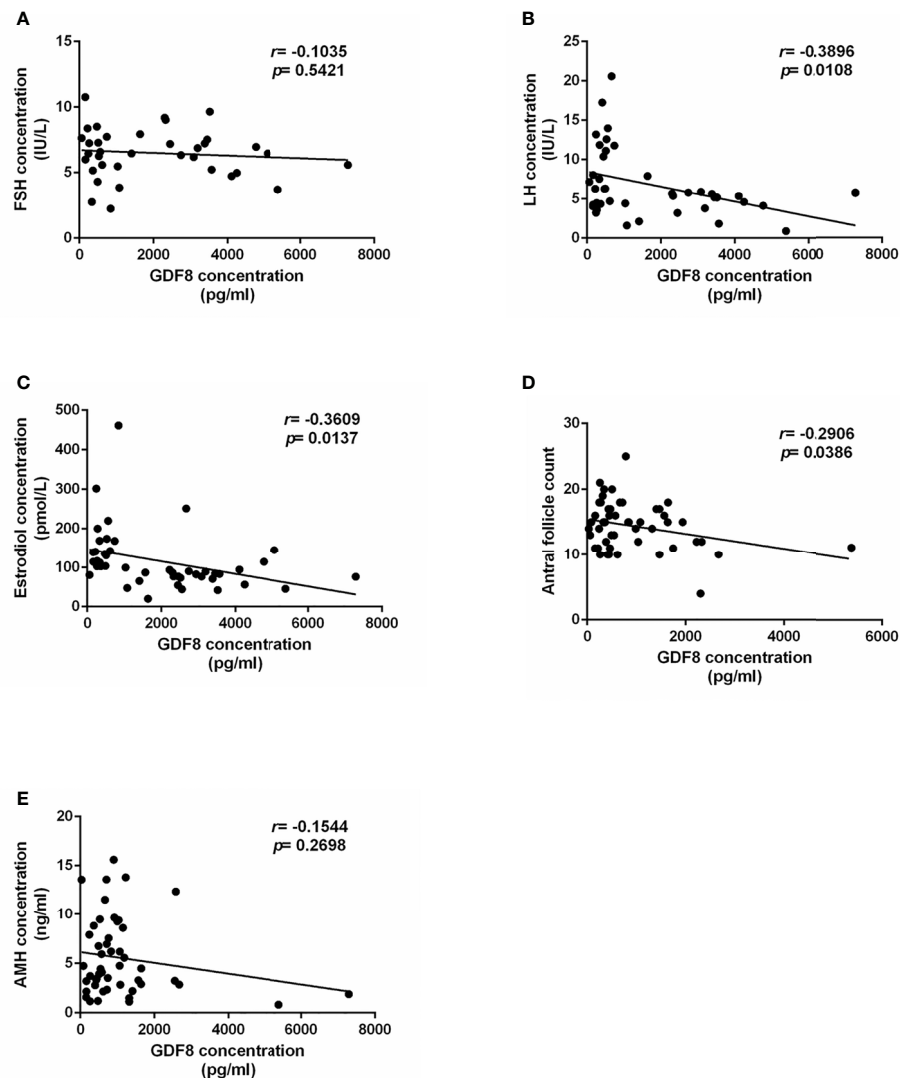 A
15
10
5
0
FSH concentration
(IU/L)
r= -0.1035
p= 0.5421
0 2000 4000 6000 8000
GDF8 concentration
(pg/ml)
B
25
20
15
10
5
0
LH concentration
(IU/L)
r= -0.3896
p= 0.0108
0 2000 4000 6000 8000
GDF8 concentration
(pg/ml)
C
500
400
300
200
100
0
Estrodiol concentration
(pmol/L)
r= -0.3609
p= 0.0137
0 2000 4000 6000 8000
GDF8 concentration
(pg/ml)
D
30
20
10
0
Antral follicle count
r= -0.2906
p= 0.0386
0 2000 4000 6000
GDF8 concentration
(pg/ml)
E
20
15
10
5
0
AMH concentration
(ng/ml)
r= -0.1544
p= 0.2698
0 2000 4000 6000 8000
GDF8 concentration
(pg/ml)